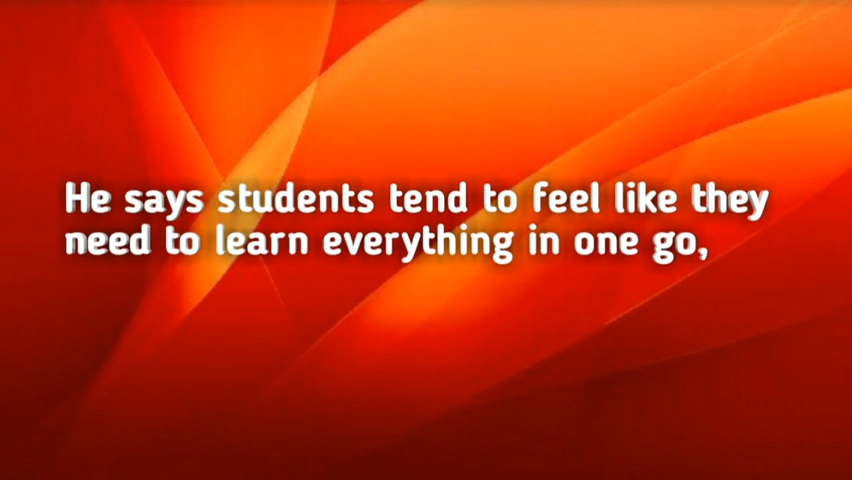 He says students tend to feel like they
need to learn everything in one go,